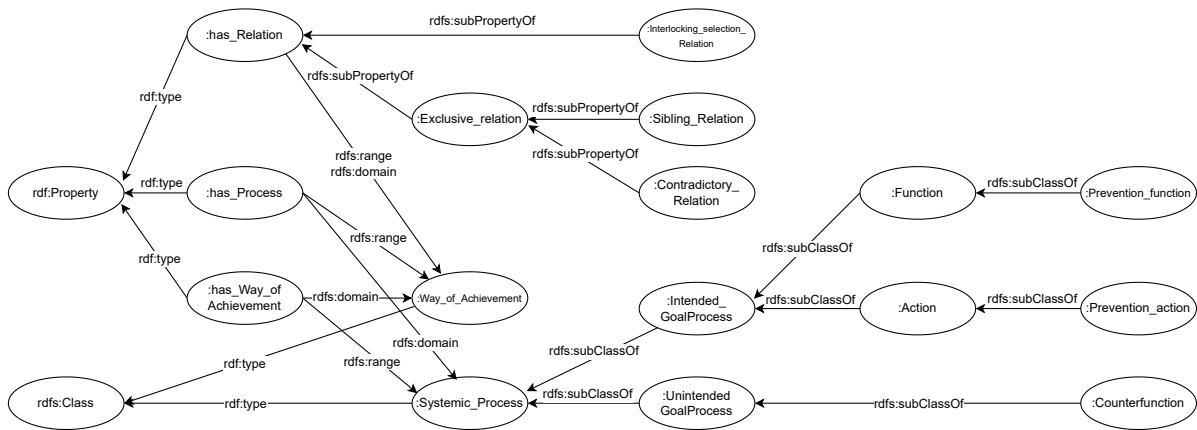 :has_Relation
rdfs:subPropertyOf
:Interlocking_selection_
Relation
rdfs:subPropertyOf
rdf:type
:Exclusive_relation
rdfs:subPropertyOf
:Sibling_Relation
rdfs:range
rdfs:domain
rdfs:subPropertyOf
rdf:Property
rdf:type
:has_Process
:Contradictory_
Relation
:Function
rdfs:subClassOf
:Prevention_function
rdfs:range
rdfs:subClassOf
rdf:type
:has_Way_of
Achievement
rdfs:domain
:Way_of_Achievement
:Intended_
GoalProcess
rdfs:subClassOf
:Action
rdfs:subClassOf
:Prevention_action
rdfs:domain
rdfs:subClassOf
rdf:type
rdfs:range
rdfs:Class
rdf:type
:Systemic_Process
rdfs:subClassOf
:Unintended
GoalProcess
rdfs:subClassOf
:Counterfunction